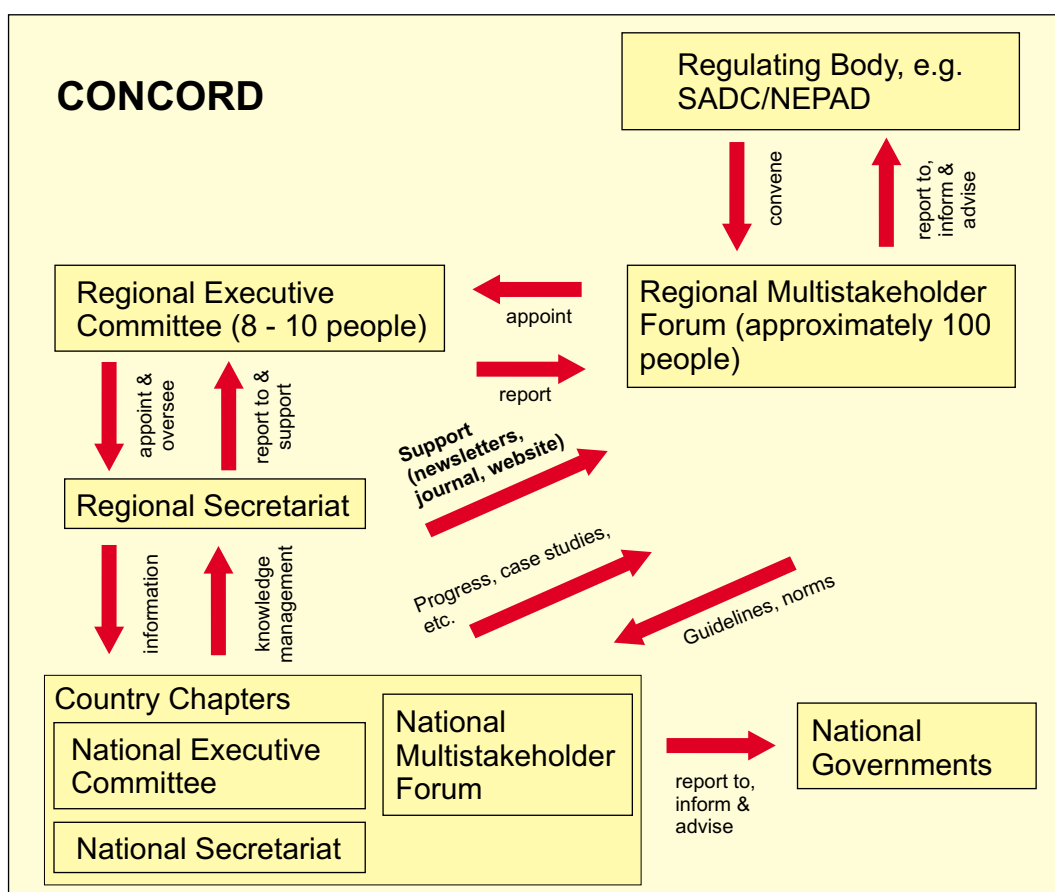 CONCORD
Regulating Body, e.g.
SADC/NEPAD
convene
report to,
inform &
advise
Regional Executive
Committee (8 - 10 people)
appoint
Regional Multistakeholder
Forum (approximately 100
people)
report
appoint &
oversee
report to &
support
Support
(newsletters,
journal, website)
Regional Secretariat
information
knowledge
management
Progress, case studies,
etc.
Guidelines, norms
Country Chapters
National Executive
Committee
National Secretariat
National
Multistakeholder
Forum
report to,
inform &
advise
National
Governments